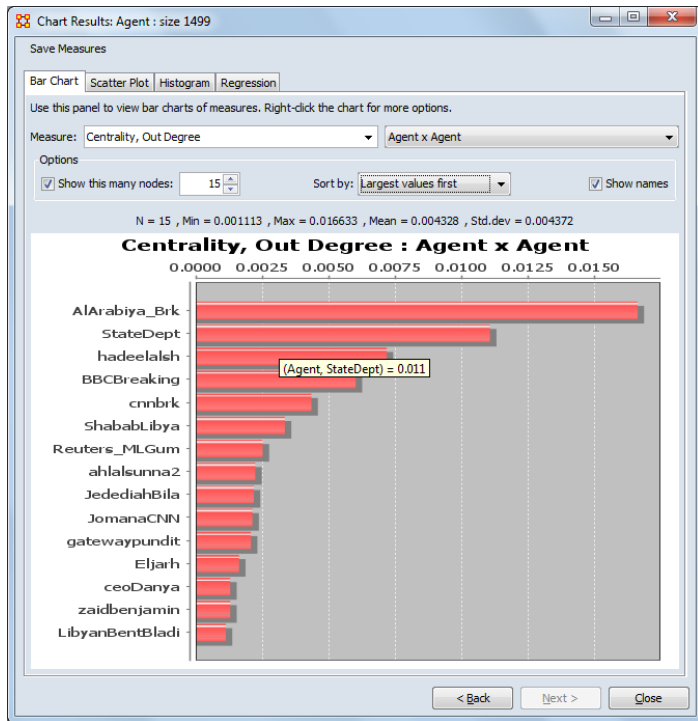 Chart Results: Agent : size 1499
Save Measures
Bar Chart Scatter Plot Histogram Regression
Use this panel to view bar charts of measures. Right-click the chart for more options.
Measure: Centrality, Out Degree Agent x Agent
Options
Show this many nodes: 15 Sort by: Largest values first Show names
N = 15 , Min = 0.001113 , Max = 0.016633 , Mean = 0.004328 , Std.dev = 0.004372
Centrality, Out Degree : Agent x Agent
0.0000 0.0025 0.0050 0.0075 0.0100 0.0125 0.0150
AlArabiya_Brk
StateDept
hadeelalsh
(Agent, StateDept) = 0.011
BBCBreaking
cnnbrk
ShababLibya
Reuters_MLGum
ahlalsunna2
JedediahBila
JomanaCNN
gatewaypundit
Eljarh
ceoDanya
zaidbenjamin
LibyanBentBladi
< Back Next > Close